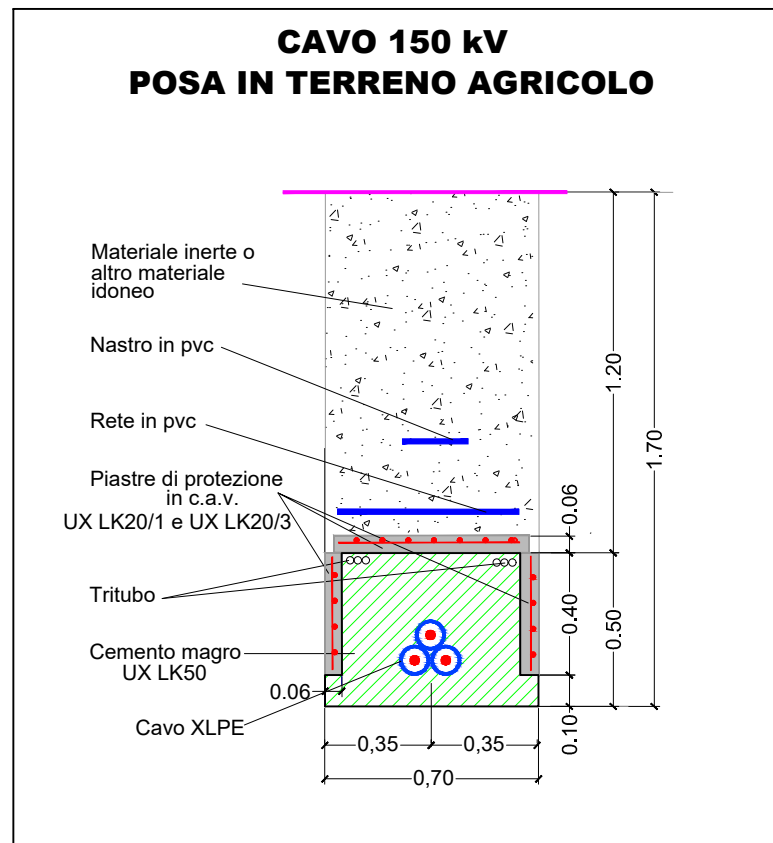 CAVO 150 kV
POSA IN TERRENO AGRICOLO
Materiale inerte o
altro materiale
idoneo
Nastro in pvc
Rete in pvc
Piastre di protezione
in c.a.v.
UX LK20/1 e UX LK20/3
Tritubo
Cemento magro
UX LK50
0.06
Cavo XLPE
0,35
0,35
0,70
1.20
1.70
0.06
0.40
0.50
0.10